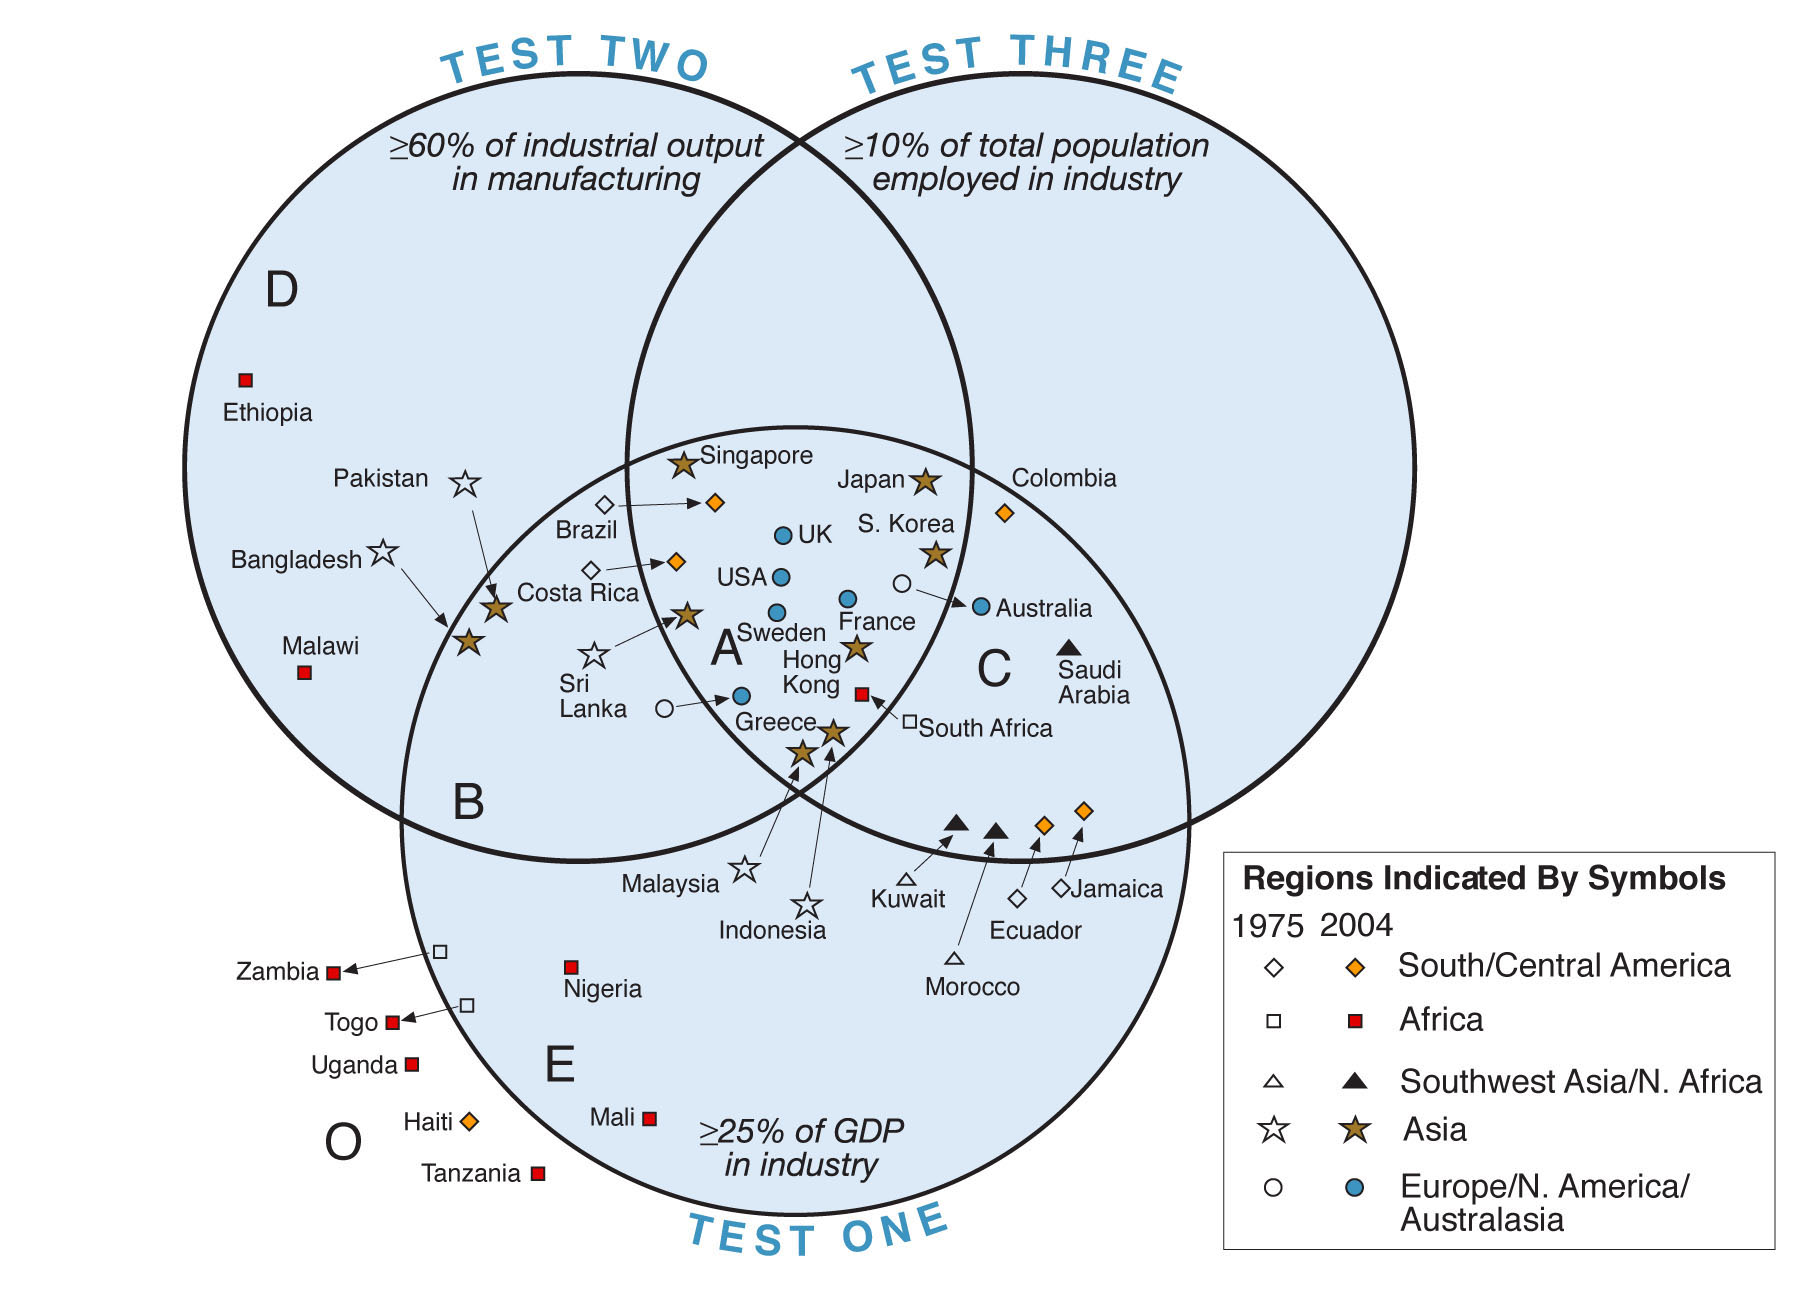 TEST TWO
TEST THREE
≥60% of industrial output
in manufacturing
≥10% of total population
employed in industry
D
Ethiopia
Singapore
Pakistan
Japan
Colombia
Brazil
S. Korea
UK
Bangladesh
USA
Costa Rica
Australia
France
Sweden
Malawi
A
Hong
Kong
C
Saudi
Arabia
Sri
Lanka
Greece
South Africa
B
Malaysia
Kuwait
Jamaica
Indonesia
Ecuador
Zambia
Nigeria
Morocco
Togo
Uganda
E
Haiti
Mali
O
Tanzania
≥25% of GDP
in industry
TEST ONE
Regions Indicated By Symbols
1975 2004
South/Central America
Africa
Southwest Asia/N. Africa
Asia
Europe/N. America/
Australasia